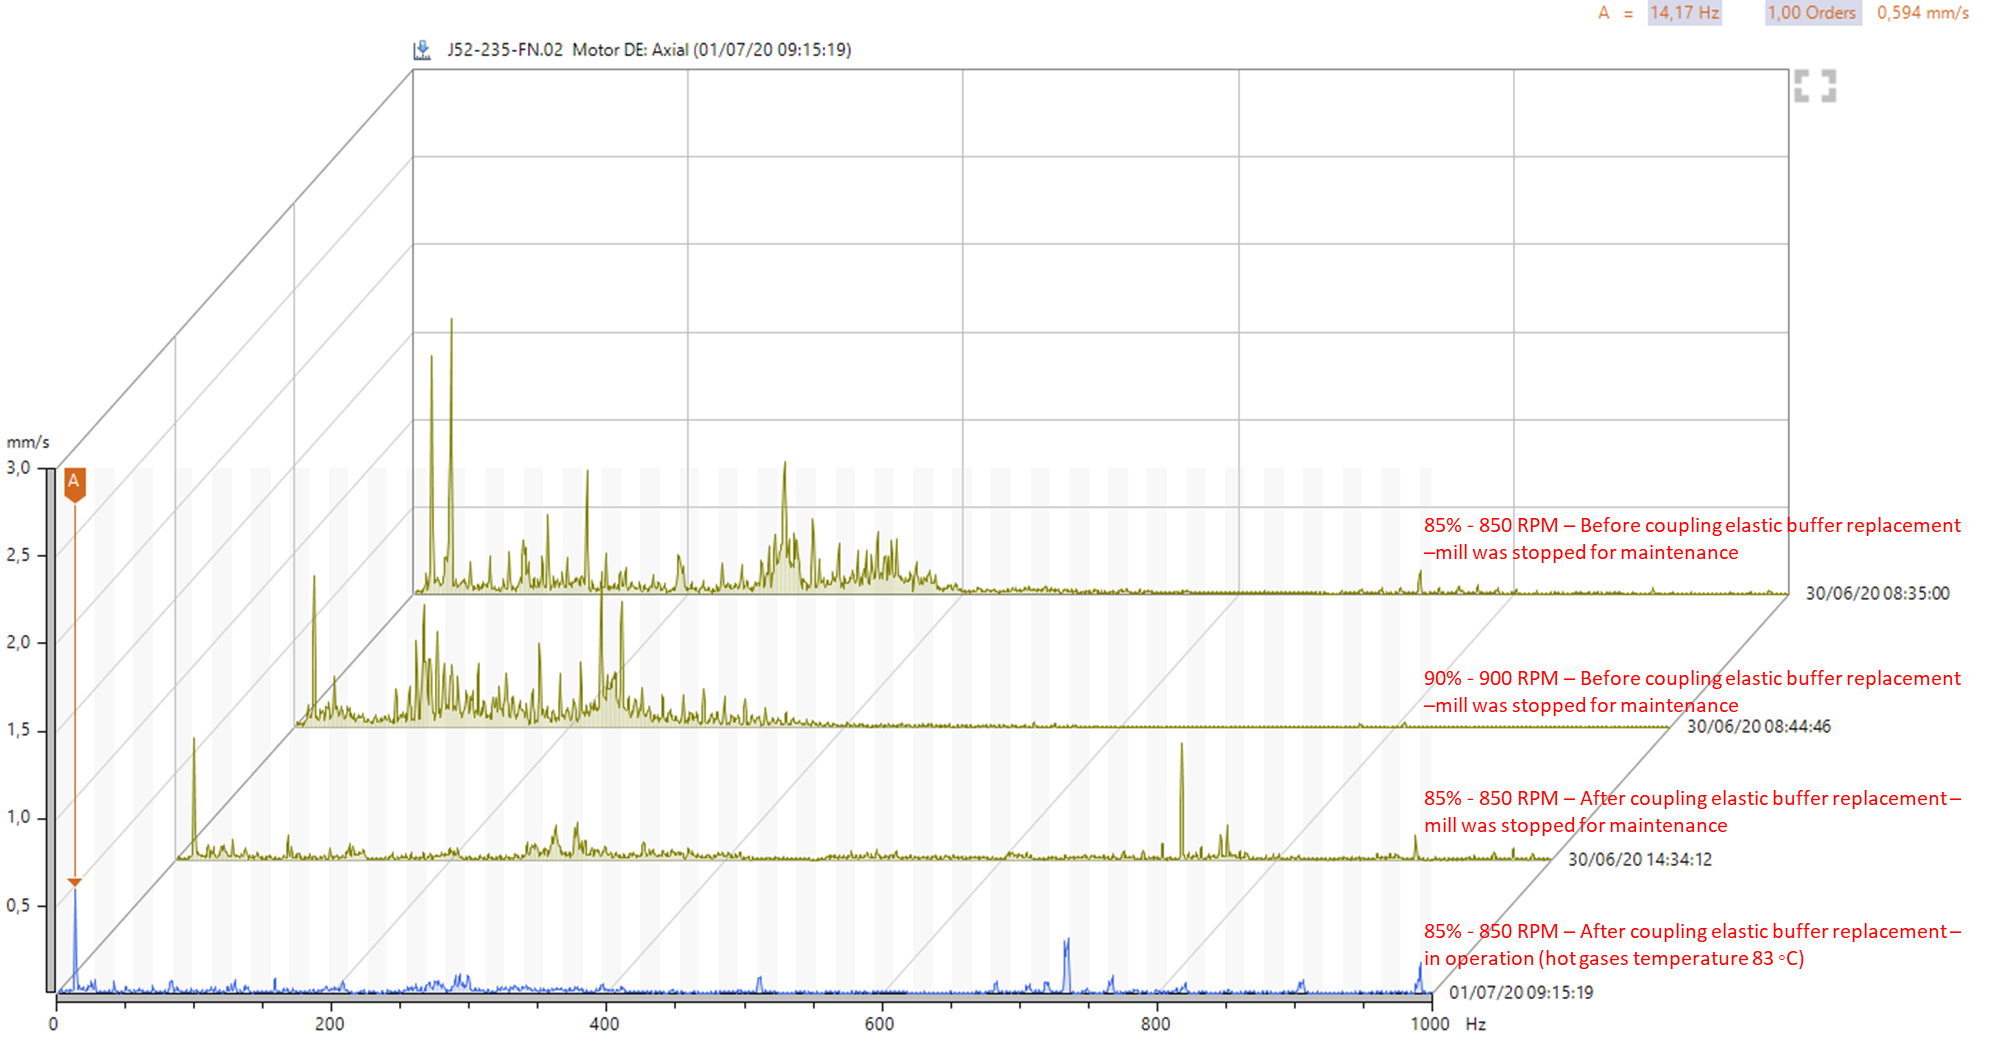 A = 14,17 Hz 1,00 Orders 0,594 mm/s
J52-235-FN.02 Motor DE: Axial (01/07/20 09:15:19)
mm/s
3,0
A
2,5
2,0
1,5
1,0
0,5
85% - 850 RPM – Before coupling elastic buffer replacement
–mill was stopped for maintenance
30/06/20 08:35:00
90% - 900 RPM – Before coupling elastic buffer replacement
–mill was stopped for maintenance
30/06/20 08:44:46
85% - 850 RPM – After coupling elastic buffer replacement –
mill was stopped for maintenance
30/06/20 14:34:12
85% - 850 RPM – After coupling elastic buffer replacement –
in operation (hot gases temperature 83 °C)
01/07/20 09:15:19
0 200 400 600 800 1000 Hz